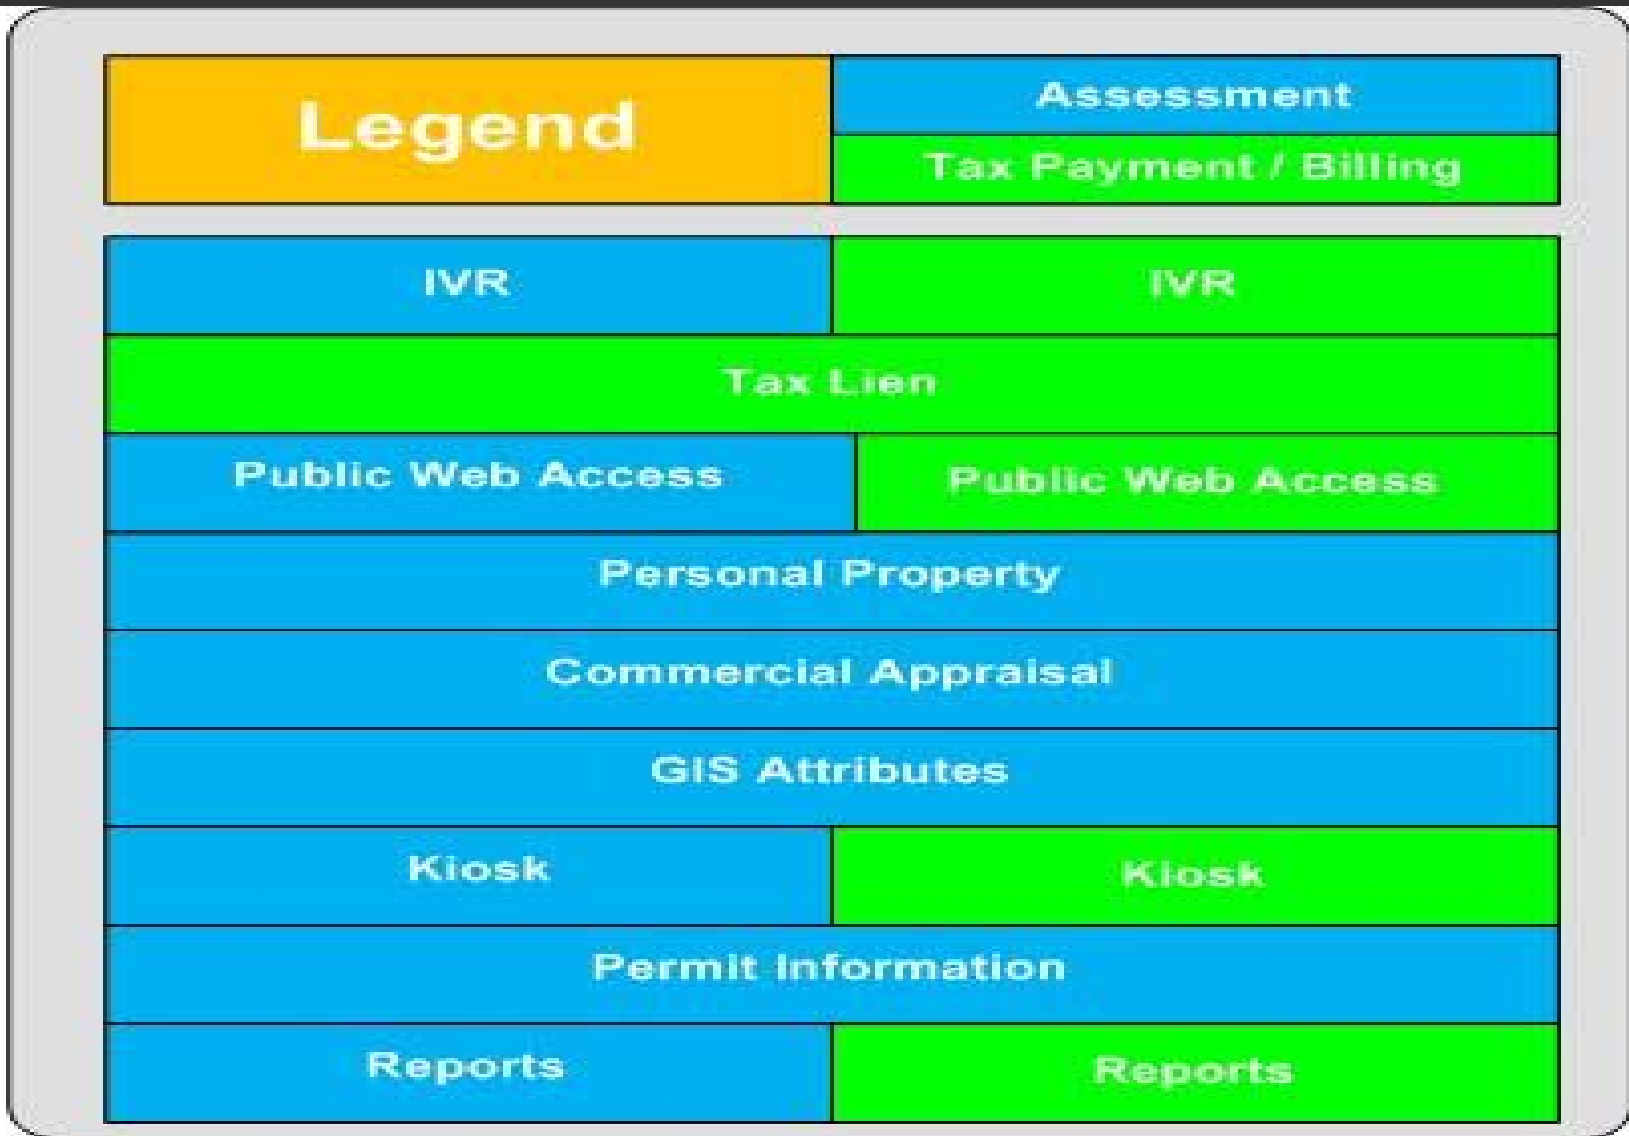 Legend
Assessment
Tax Payment / Billing
IVR
IVR
Tax Lien
Public Web Access
Public Web Access
Personal Property
Commercial Appraisal
GIS Attributes
Kiosk
Kiosk
Permit Information
Reports
Reports